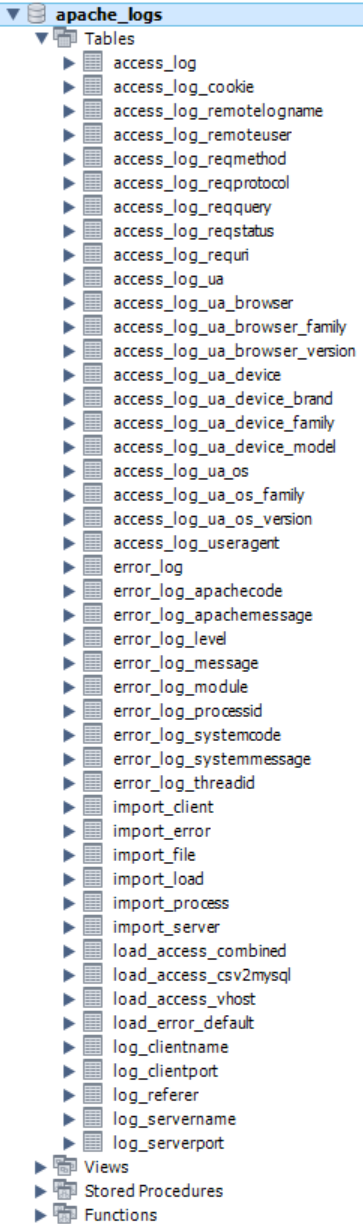 apache_logs
Tables
access_log
access_log_cookie
access_log_remotelogname
access_log_remoteuser
access_log_reqmethod
access_log_reqprotocol
access_log_reqquery
access_log_reqstatus
access_log_requri
access_log_ua
access_log_ua_browser
access_log_ua_browser_family
access_log_ua_browser_version
access_log_ua_device
access_log_ua_device_brand
access_log_ua_device_family
access_log_ua_device_model
access_log_ua_os
access_log_ua_os_family
access_log_ua_os_version
access_log_useragent
error_log
error_log_apachecode
error_log_apachemessage
error_log_level
error_log_message
error_log_module
error_log_processid
error_log_systemcode
error_log_systemmessage
error_log_threadid
import_client
import_error
import_file
import_load
import_process
import_server
load_access_combined
load_access_csv2mysql
load_access_vhost
load_error_default
log_clientname
log_clientport
log_referer
log_servername
log_serverport
Views
Stored Procedures
Functions